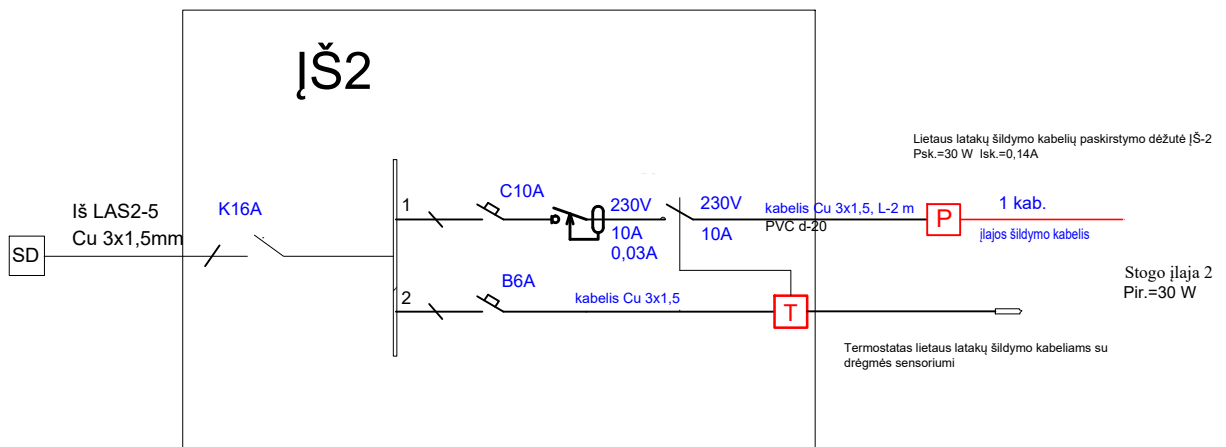 ĮŠ2
Lietaus latakų šildymo kabelių paskirstymo dėžutė ĮŠ-2
Psk.=30 W Isk.=0,14A
SD
Iš LAS2-5
Cu 3x1,5mm
K16A
1
C10A
230V
10A
0,03A
230V
10A
kabelis Cu 3x1,5, L-2 m
PVC d-20
P
1 kab.
įlajos šildymo kabelis
Stogo įlaja 2
Pir.=30 W
2
B6A
kabelis Cu 3x1,5
T
Termostatas lietaus latakų šildymo kabeliams su
drėgmės sensoriumi